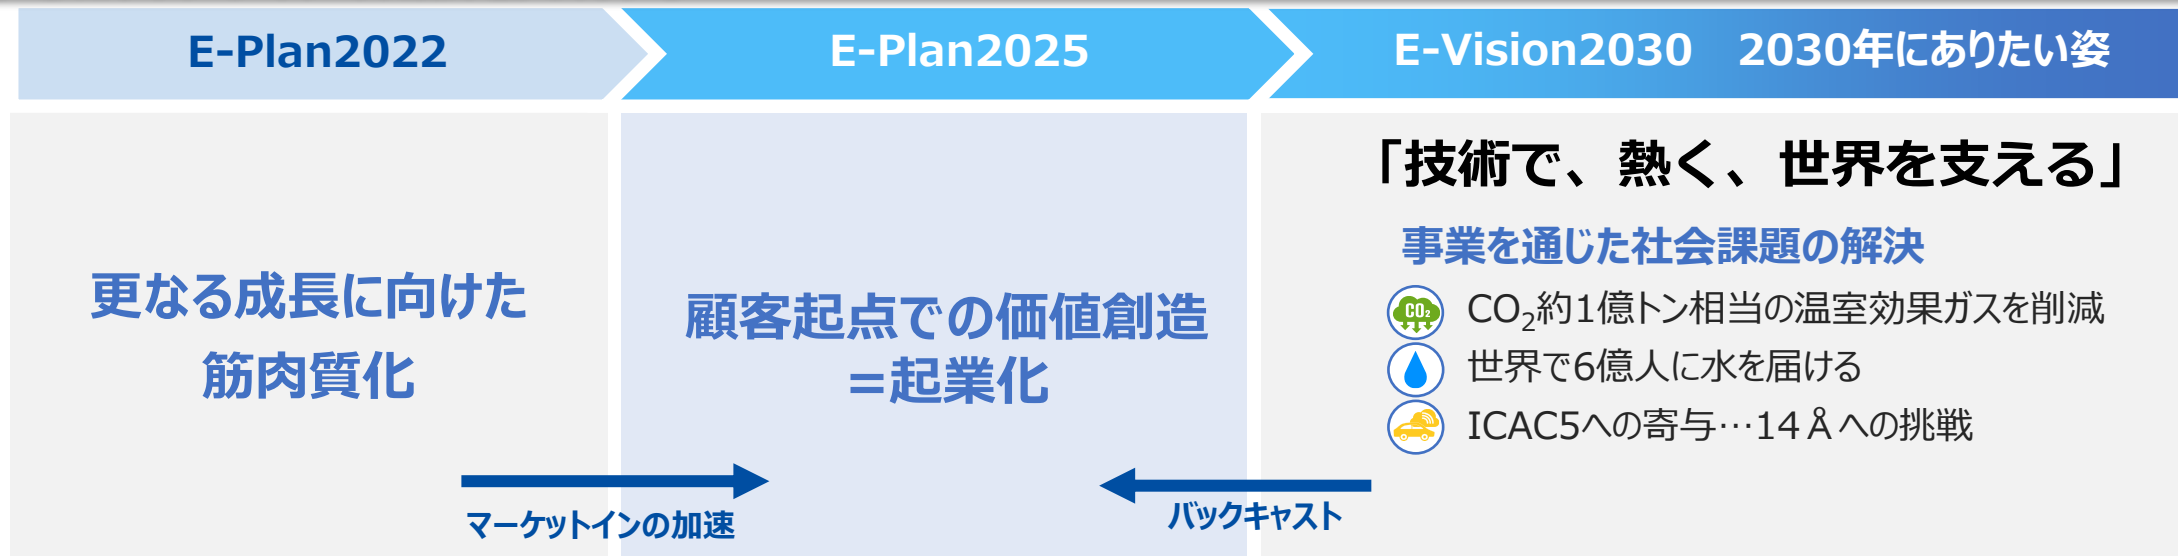 E-Plan2022
E-Plan2025
E-Vision2030　2030年にありたい姿
更なる成長に向けた
筋肉質化
顧客起点での価値創造
=起業化
「技術で、熱く、世界を支える」
事業を通じた社会課題の解決
CO₂
CO₂約1億トン相当の温室効果ガスを削減
世界で6億人に水を届ける
ICAC5への寄与…14Åへの挑戦
マーケットインの加速
バックキャスト